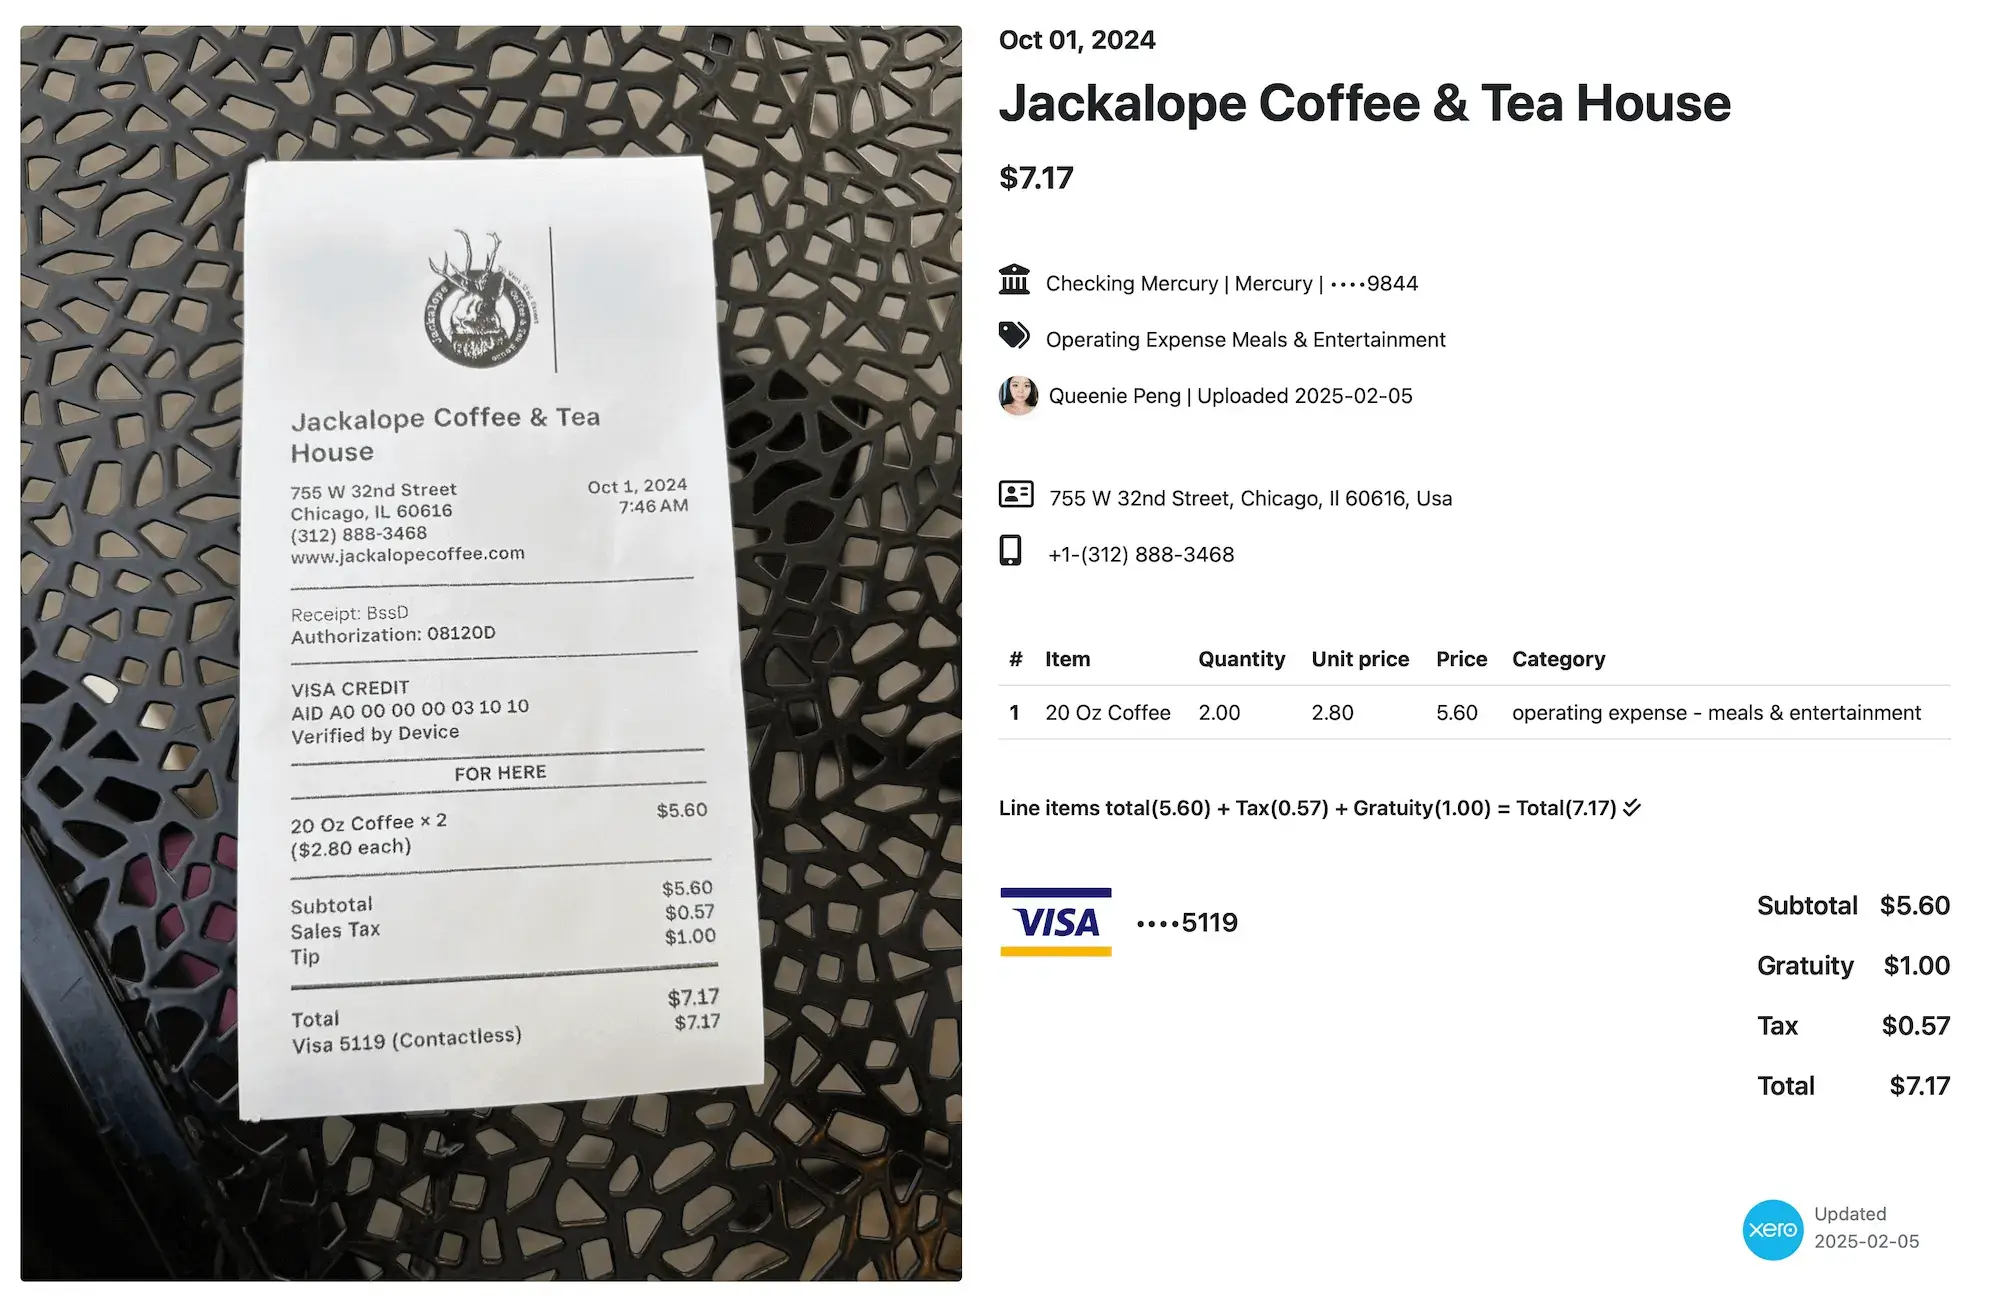 Jackalope
Coffee & Tea House
Jackalope Coffee & Tea
House
755 W 32nd Street
Chicago, IL 60616
(312) 888-3468
www.jackalopecoffee.com
Oct 1, 2024
7:46 AM
Receipt: BssD
Authorization: 08120D
VISA CREDIT
AID A0 00 00 00 03 10 10
Verified by Device
FOR HERE
20 Oz Coffee × 2 $5.60
($2.80 each)
Subtotal $5.60
Sales Tax $0.57
Tip $1.00
Total $7.17
Visa 5119 (Contactless) $7.17
Oct 01, 2024
Jackalope Coffee & Tea House
$7.17
Checking Mercury | Mercury | ····9844
Operating Expense Meals & Entertainment
Queenie Peng | Uploaded 2025-02-05
755 W 32nd Street, Chicago, Il 60616, Usa
+1-(312) 888-3468
# Item Quantity Unit price Price Category
1 20 Oz Coffee 2.00 2.80 5.60 operating expense - meals & entertainment
Line items total(5.60) + Tax(0.57) + Gratuity(1.00) = Total(7.17)
VISA ····5119
Subtotal $5.60
Gratuity $1.00
Tax $0.57
Total $7.17
xero
Updated
2025-02-05